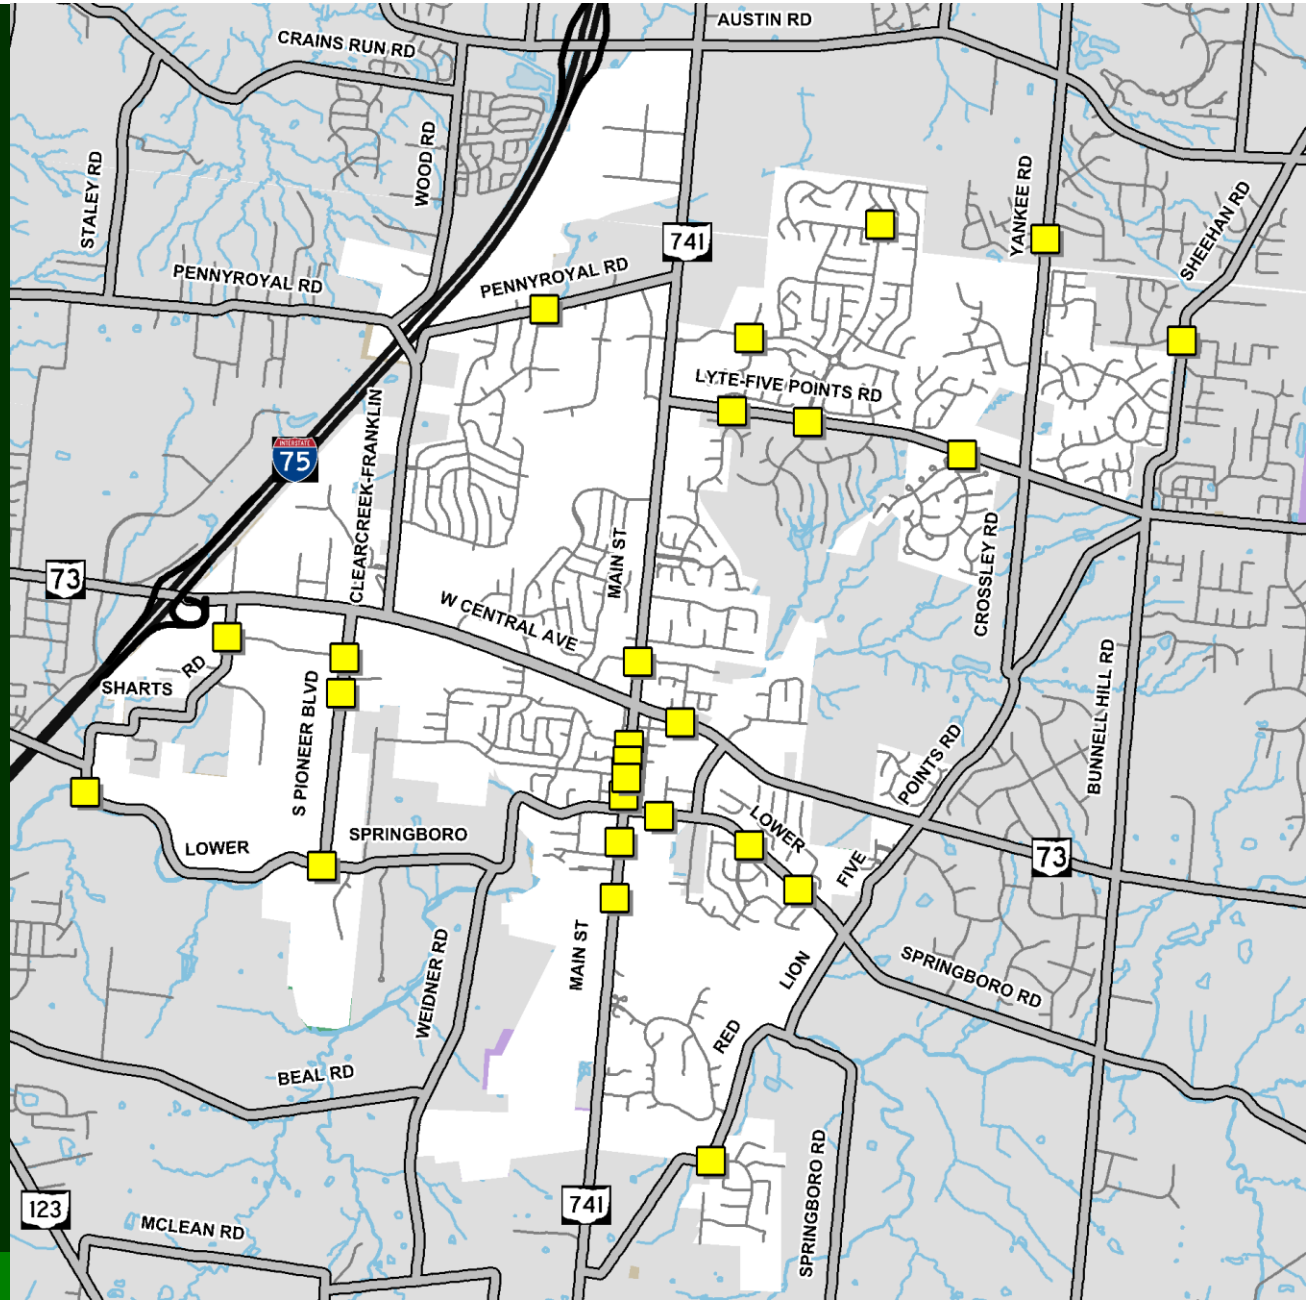 AUSTIN RD
CRAINS RUN RD
WOOD RD
STALEY RD
YANKEE RD
SHEEHAN RD
741
PENNYROYAL RD
PENNYROYAL RD
LYTE-FIVE POINTS RD
INTERSTATE
75
CLEARCREEK-FRANKLIN
73
MAIN ST
CROSSLEY RD
W CENTRAL AVE
SHARTS RD
S PIONEER BLVD
BUNNELL HILL RD
POINTS RD
LOWER
SPRINGBORO
LOWER
FIVE
73
WEIDNER RD
MAIN ST
LION
SPRINGBORO RD
RED
BEAL RD
SPRINGBORO RD
123
741
MCLEAN RD